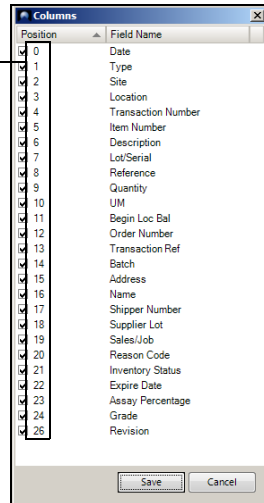 Columns
Position Field Name
0 Date
1 Type
2 Site
3 Location
4 Transaction Number
5 Item Number
6 Description
7 Lot/Serial
8 Reference
9 Quantity
10 UM
11 Begin Loc Bal
12 Order Number
13 Transaction Ref
14 Batch
15 Address
16 Name
17 Shipper Number
18 Supplier Lot
19 Sales/Job
20 Reason Code
21 Inventory Status
22 Expire Date
23 Assay Percentage
24 Grade
26 Revision
Save Cancel